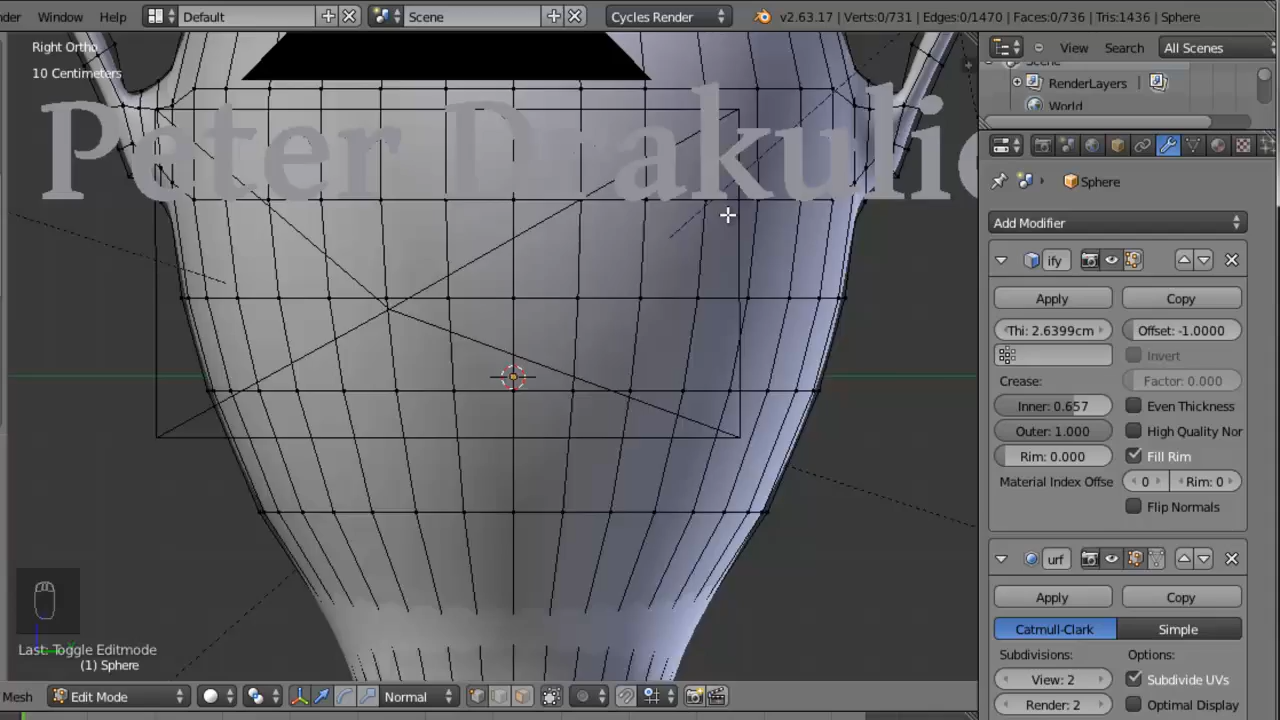 der Window Help Default Scene Cycles Render v2.63.17 | Verts:0/731 | Edges:0/1470 | Faces:0/736 | Tris:1436 | Sphere
Right Ortho
10 Centimeters
View Search All Scenes
RenderLayers
World
Peter Drakulic
Sphere
Add Modifier
ify
Apply Copy
Thi: 2.6399cm Offset: -1.0000
Invert
Crease: Factor: 0.000
Inner: 0.657 Even Thickness
Outer: 1.000 High Quality Nor
Rim: 0.000 Fill Rim
Material Index Offse 0 Rim: 0
Flip Normals
urf
Apply Copy
Catmull-Clark Simple
Subdivisions: Options:
View: 2 Subdivide UVs
Render: 2 Optimal Display
Last: Toggle Editmode
(1) Sphere
Mesh Edit Mode Normal